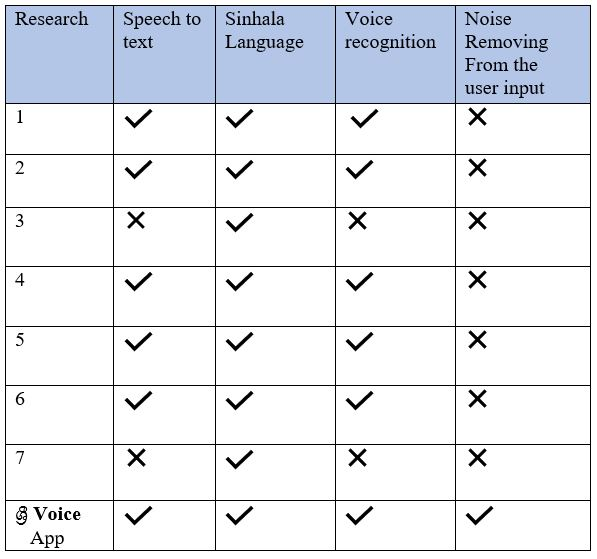 Research
Speech to
text
Sinhala
Language
Voice
recognition
Noise
Removing
From the
user input
1
2
3
4
5
6
7
ශ්‍රී Voice
App